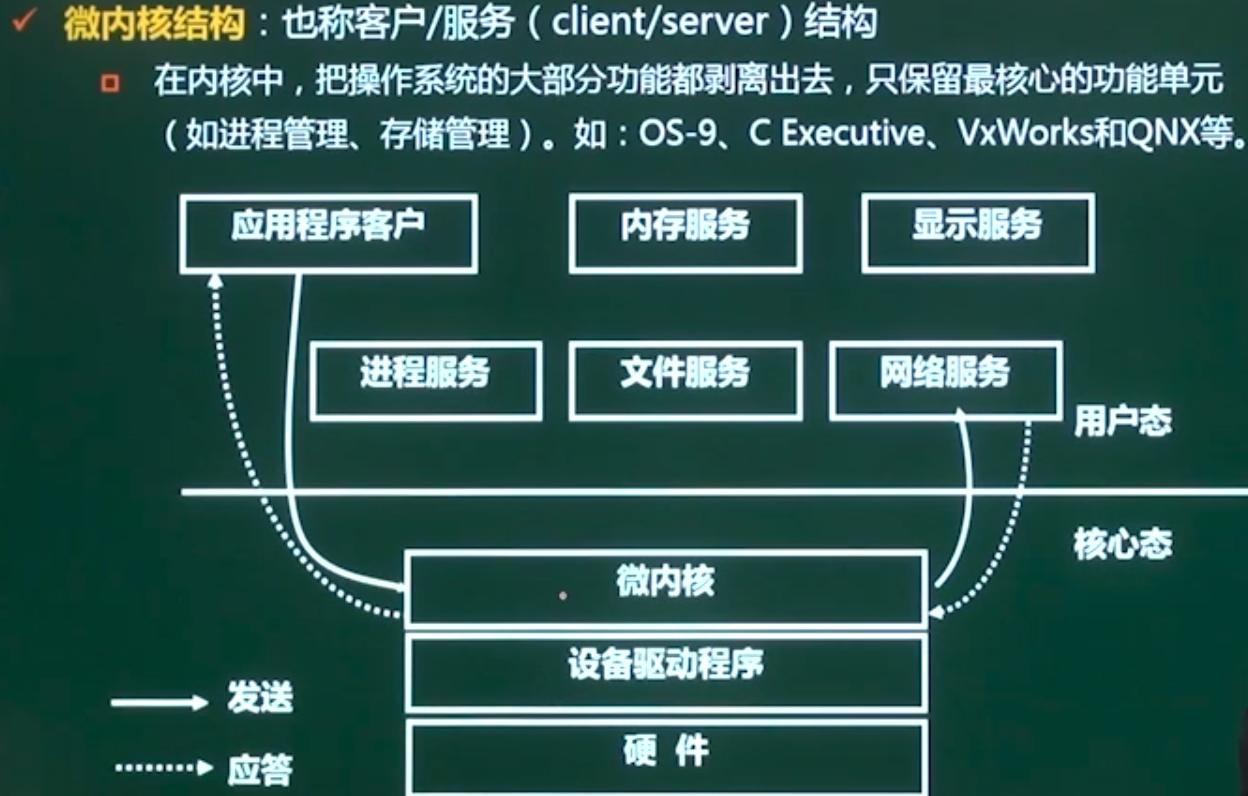 微内核结构：也称客户/服务（client/server）结构
在内核中，把操作系统的大部分功能都剥离出去，只保留最核心的功能单元
（如进程管理、存储管理）。如：OS-9、C Executive、VxWorks和QNX等。
应用程序客户
内存服务
显示服务
进程服务
文件服务
网络服务
用户态
核心态
微内核
设备驱动程序
硬 件
发送
应答